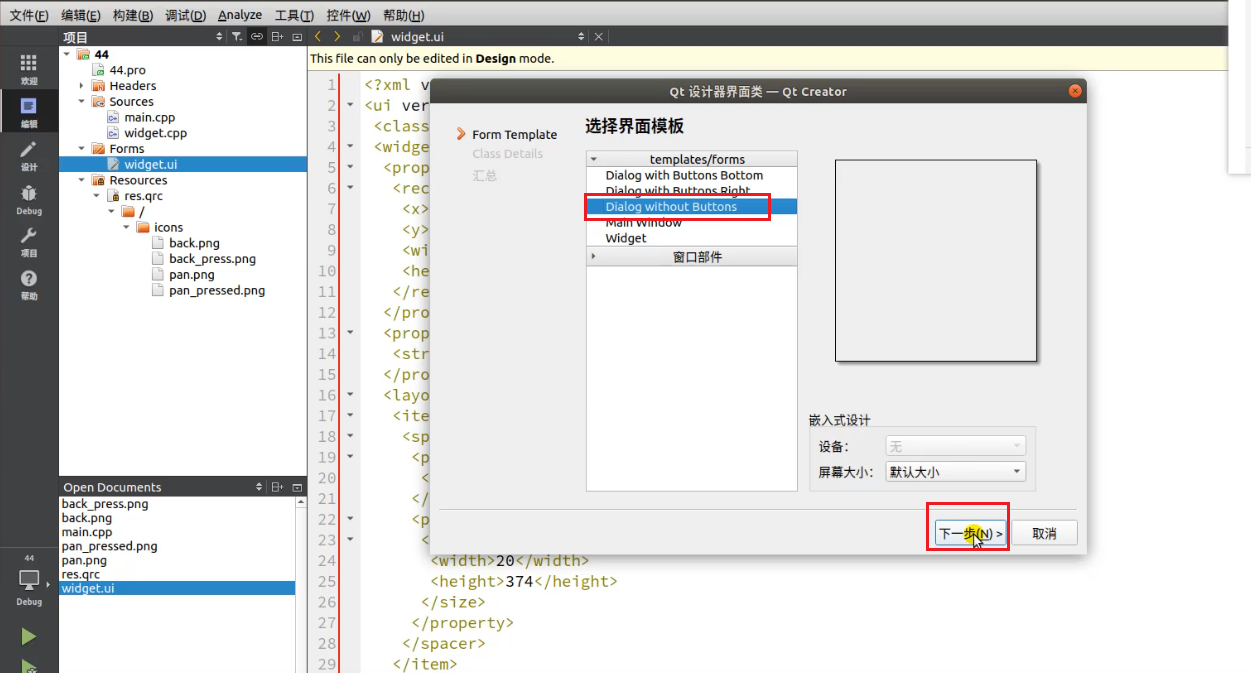 文件(F) 编辑(E) 构建(B) 调试(D) Analyze 工具(T) 控件(W) 帮助(H)
项目
widget.ui
This file can only be edited in Design mode.
欢迎
编辑
设计
Debug
项目
帮助
44
Debug
44
44.pro
Headers
Sources
main.cpp
widget.cpp
Forms
widget.ui
Resources
res.qrc
/
icons
back.png
back_press.png
pan.png
pan_pressed.png
Open Documents
back_press.png
back.png
main.cpp
pan_pressed.png
pan.png
res.qrc
widget.ui
1 <?xml v
2 <ui ver
3 <class
4 <widge
5 <prop
6 <rec
7 <x>
8 <y>
9 <wi
10 <he
11 </re
12 </pro
13 <prop
14 <str
15 </pro
16 <layo
17 <ite
18 <sp
19 <p
20 <
21 </
22 <p
23 <
24 <width>20</width>
25 <height>374</height>
26 </size>
27 </property>
28 </spacer>
29 </item>
Qt 设计器界面类 — Qt Creator
Form Template
Class Details
汇总
选择界面模板
templates/forms
Dialog with Buttons Bottom
Dialog with Buttons Right
Dialog without Buttons
Main Window
Widget
窗口部件
嵌入式设计
设备: 无
屏幕大小: 默认大小
下一步(N) > 取消